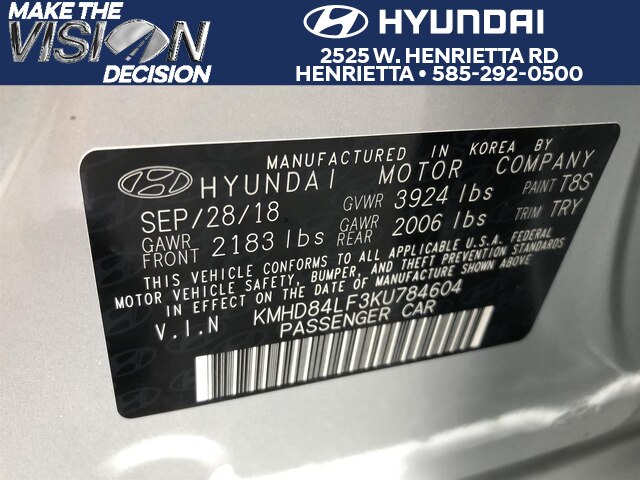 MAKE THE
VISION
DECISION
HYUNDAI
2525 W. HENRIETTA RD
HENRIETTA • 585-292-0500
MANUFACTURED IN KOREA BY
HYUNDAI MOTOR COMPANY
SEP/28/18 GVWR 3924 lbs PAINT T8S
GAWR FRONT 2183 lbs GAWR REAR 2006 lbs TRIM TRY
THIS VEHICLE CONFORMS TO ALL APPLICABLE U.S.A. FEDERAL
MOTOR VEHICLE SAFETY, BUMPER, AND THEFT PREVENTION STANDARDS
IN EFFECT ON THE DATE OF MANUFACTURE SHOWN ABOVE.
V.I.N KMHD84LF3KU784604
PASSENGER CAR